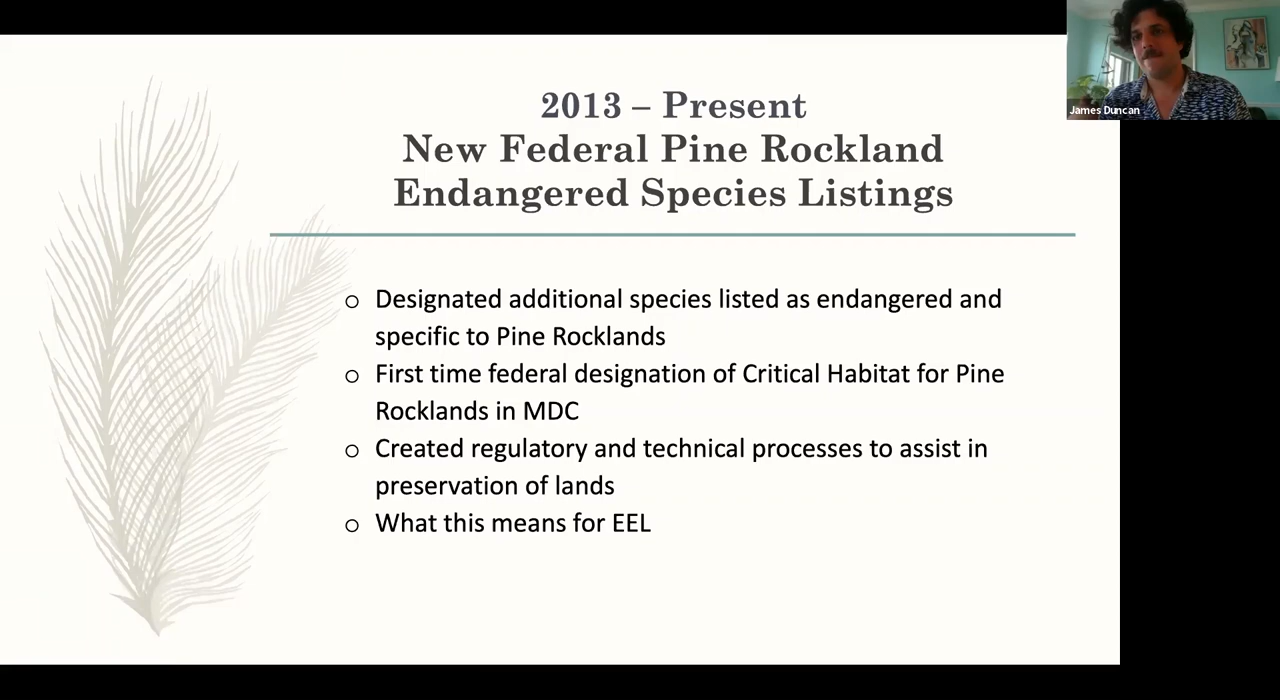 2013 – Present
New Federal Pine Rockland
Endangered Species Listings
James Duncan
o Designated additional species listed as endangered and
specific to Pine Rocklands
o First time federal designation of Critical Habitat for Pine
Rocklands in MDC
o Created regulatory and technical processes to assist in
preservation of lands
o What this means for EEL